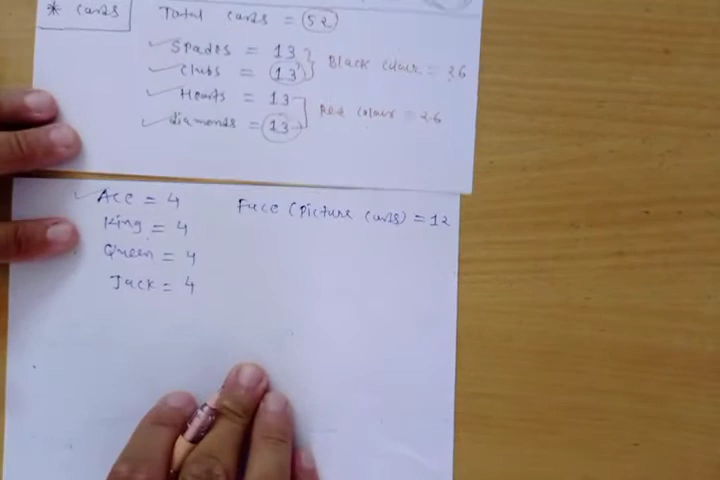 * cards
Total cards = 52
Spades = 13
Clubs = 13
Black colour = 26
Hearts = 13
diamonds = 13
Red colour = 26
Ace = 4
King = 4
Queen = 4
Jack = 4
Face (picture cards) = 12